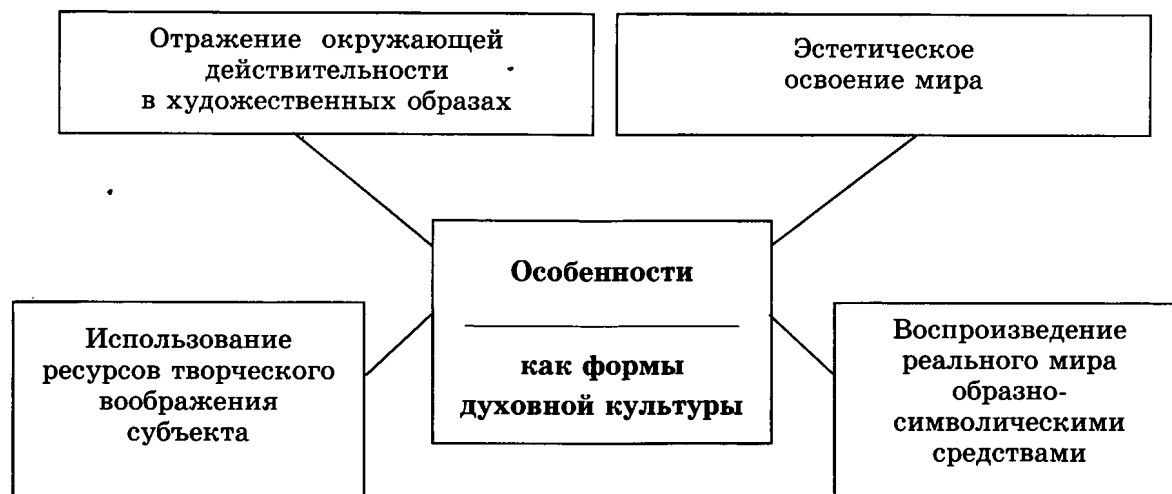 Отражение окружающей
действительности
в художественных образах
Эстетическое
освоение мира
Особенности
как формы
духовной культуры
Использование
ресурсов творческого
воображения
субъекта
Воспроизведение
реального мира
образно-
символическими
средствами